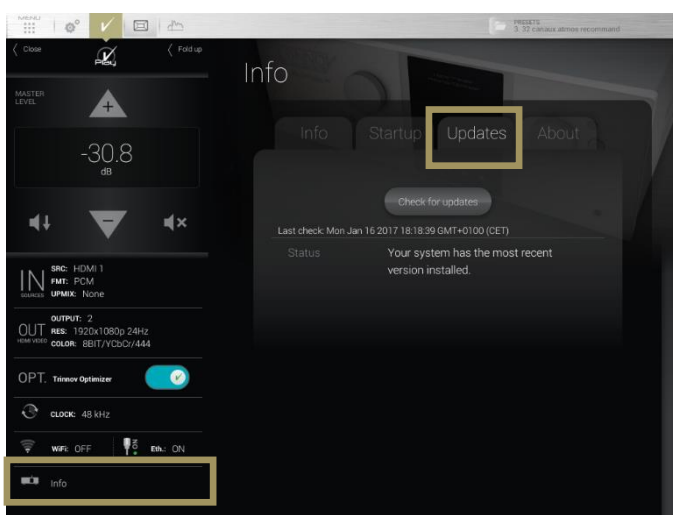 MENU
PRESETS
3: 32 canaux atmos recommand
Close
Play
Fold up
Info
MASTER
LEVEL
Info
Startup
Updates
About
-30.8
dB
Check for updates
Last check: Mon Jan 16 2017 18:18:39 GMT+0100 (CET)
Status
Your system has the most recent
version installed.
IN
SOURCES
SRC: HDMI 1
FMT: PCM
UPMIX: None
OUT
HDMI VIDEO
OUTPUT: 2
RES: 1920x1080p 24Hz
COLOR: 8BIT/YCbCr/444
OPT. Trinnov Optimizer
CLOCK: 48 kHz
WiFi: OFF
NO
Eth.: ON
Info